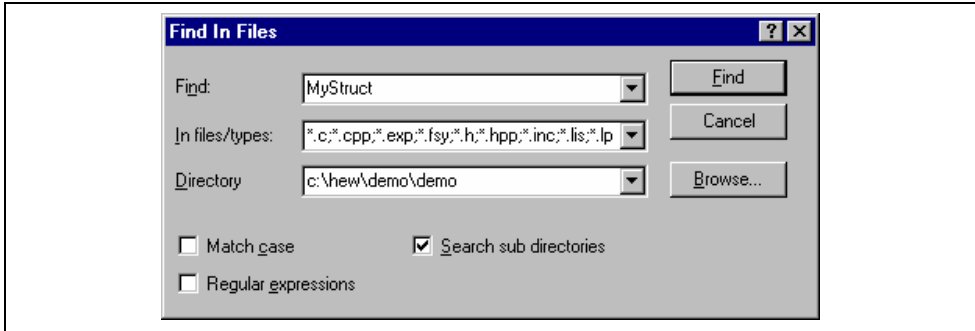 Find In Files
Find: MyStruct Find
In files/types: *.c;*.cpp;*.exp;*.fsy;*.h;*.hpp;*.inc;*.lis;*.lp Cancel
Directory c:\hew\demo\demo Browse...
Match case Search sub directories
Regular expressions